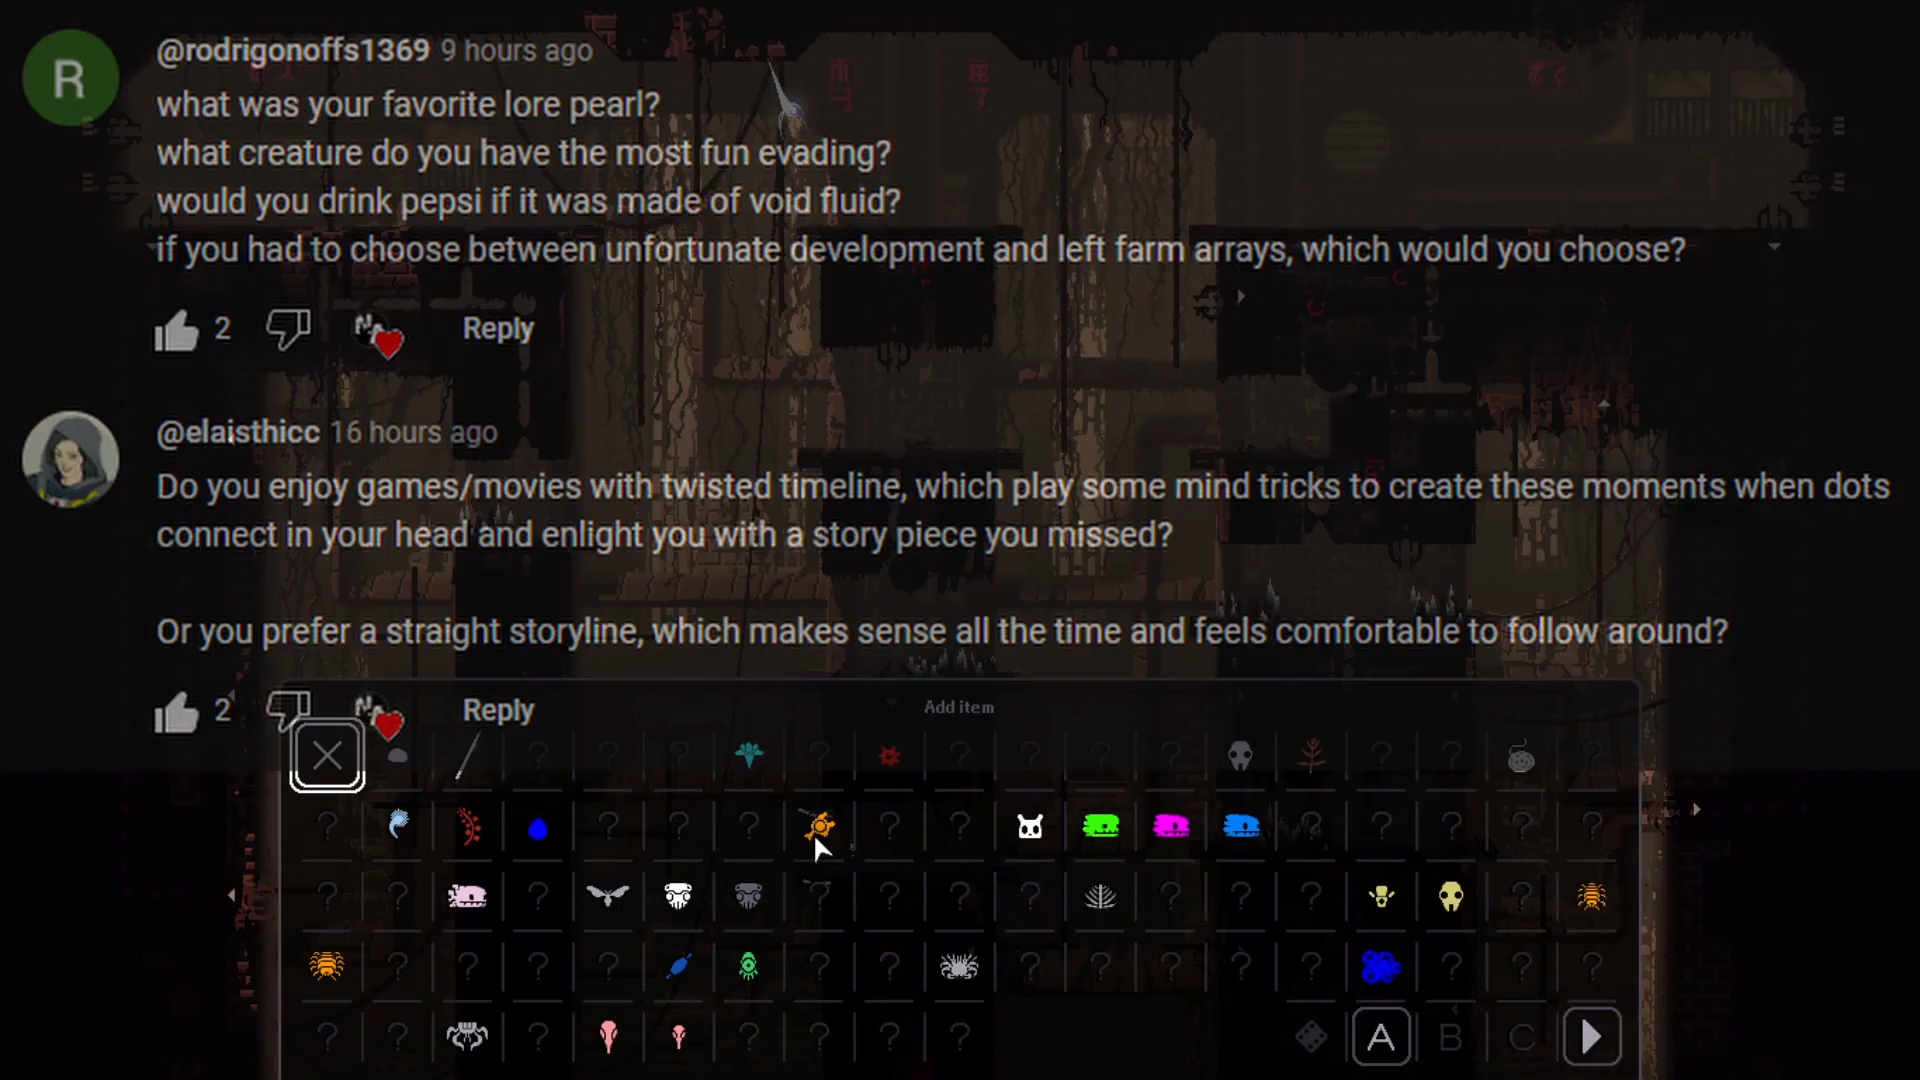 R
@rodrigonoffs1369 9 hours ago
what was your favorite lore pearl?
what creature do you have the most fun evading?
would you drink pepsi if it was made of void fluid?
if you had to choose between unfortunate development and left farm arrays, which would you choose?
2 Reply
@elaisthicc 16 hours ago
Do you enjoy games/movies with twisted timeline, which play some mind tricks to create these moments when dots
connect in your head and enlight you with a story piece you missed?
Or you prefer a straight storyline, which makes sense all the time and feels comfortable to follow around?
2 Reply
Add item
? ? ? ? ? ? ? ? ? ? ?
? ? ? ? ? ? ? ? ? ? ?
? ? ? ? ? ? ? ? ? ? ?
? ? ? ? ? ? ? ? ? ? ? ? ? ?
? ? ? ? ? ? ? A B C